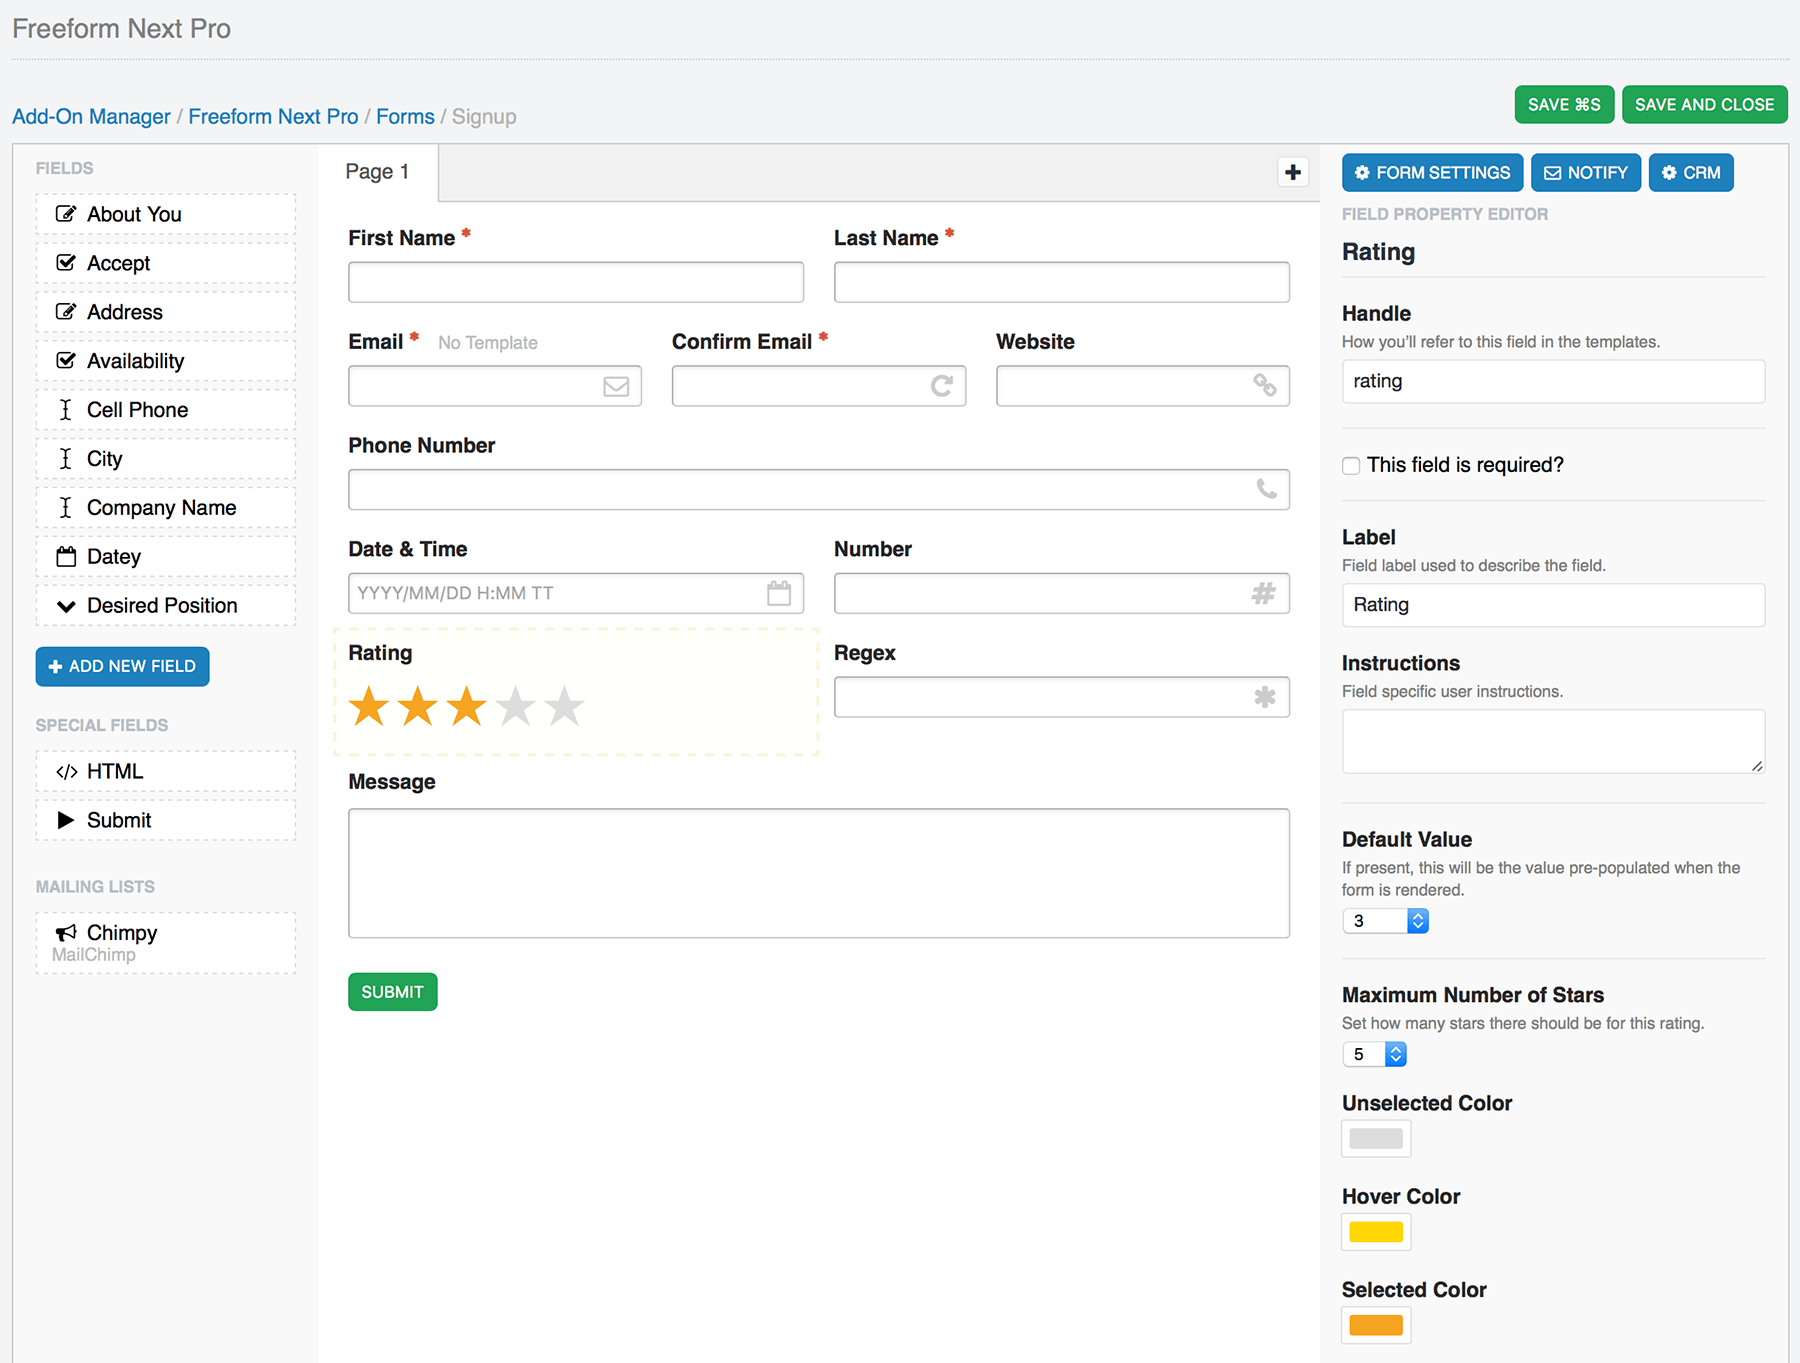 Freeform Next Pro
Add-On Manager / Freeform Next Pro / Forms / Signup
SAVE ⌘S
SAVE AND CLOSE
FIELDS
About You
Accept
Address
Availability
Cell Phone
City
Company Name
Datey
Desired Position
ADD NEW FIELD
SPECIAL FIELDS
</> HTML
Submit
MAILING LISTS
Chimpy
MailChimp
Page 1
First Name *
Last Name *
Email * No Template
Confirm Email *
Website
Phone Number
Date & Time
YYYY/MM/DD H:MM TT
Number
#
Rating
Regex
*
Message
SUBMIT
FORM SETTINGS
NOTIFY
CRM
FIELD PROPERTY EDITOR
Rating
Handle
How you'll refer to this field in the templates.
rating
This field is required?
Label
Field label used to describe the field.
Rating
Instructions
Field specific user instructions.
Default Value
If present, this will be the value pre-populated when the
form is rendered.
3
Maximum Number of Stars
Set how many stars there should be for this rating.
5
Unselected Color
Hover Color
Selected Color